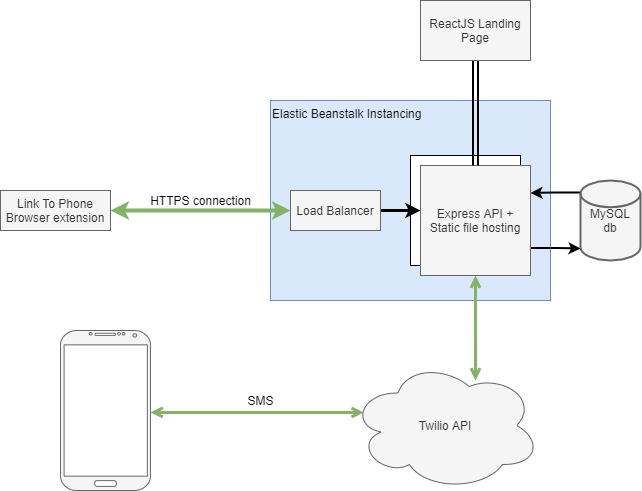 ReactJS Landing
Page
Elastic Beanstalk Instancing
HTTPS connection
Link To Phone
Browser extension
Load Balancer
Express API +
Static file hosting
MySQL
db
SMS
Twilio API